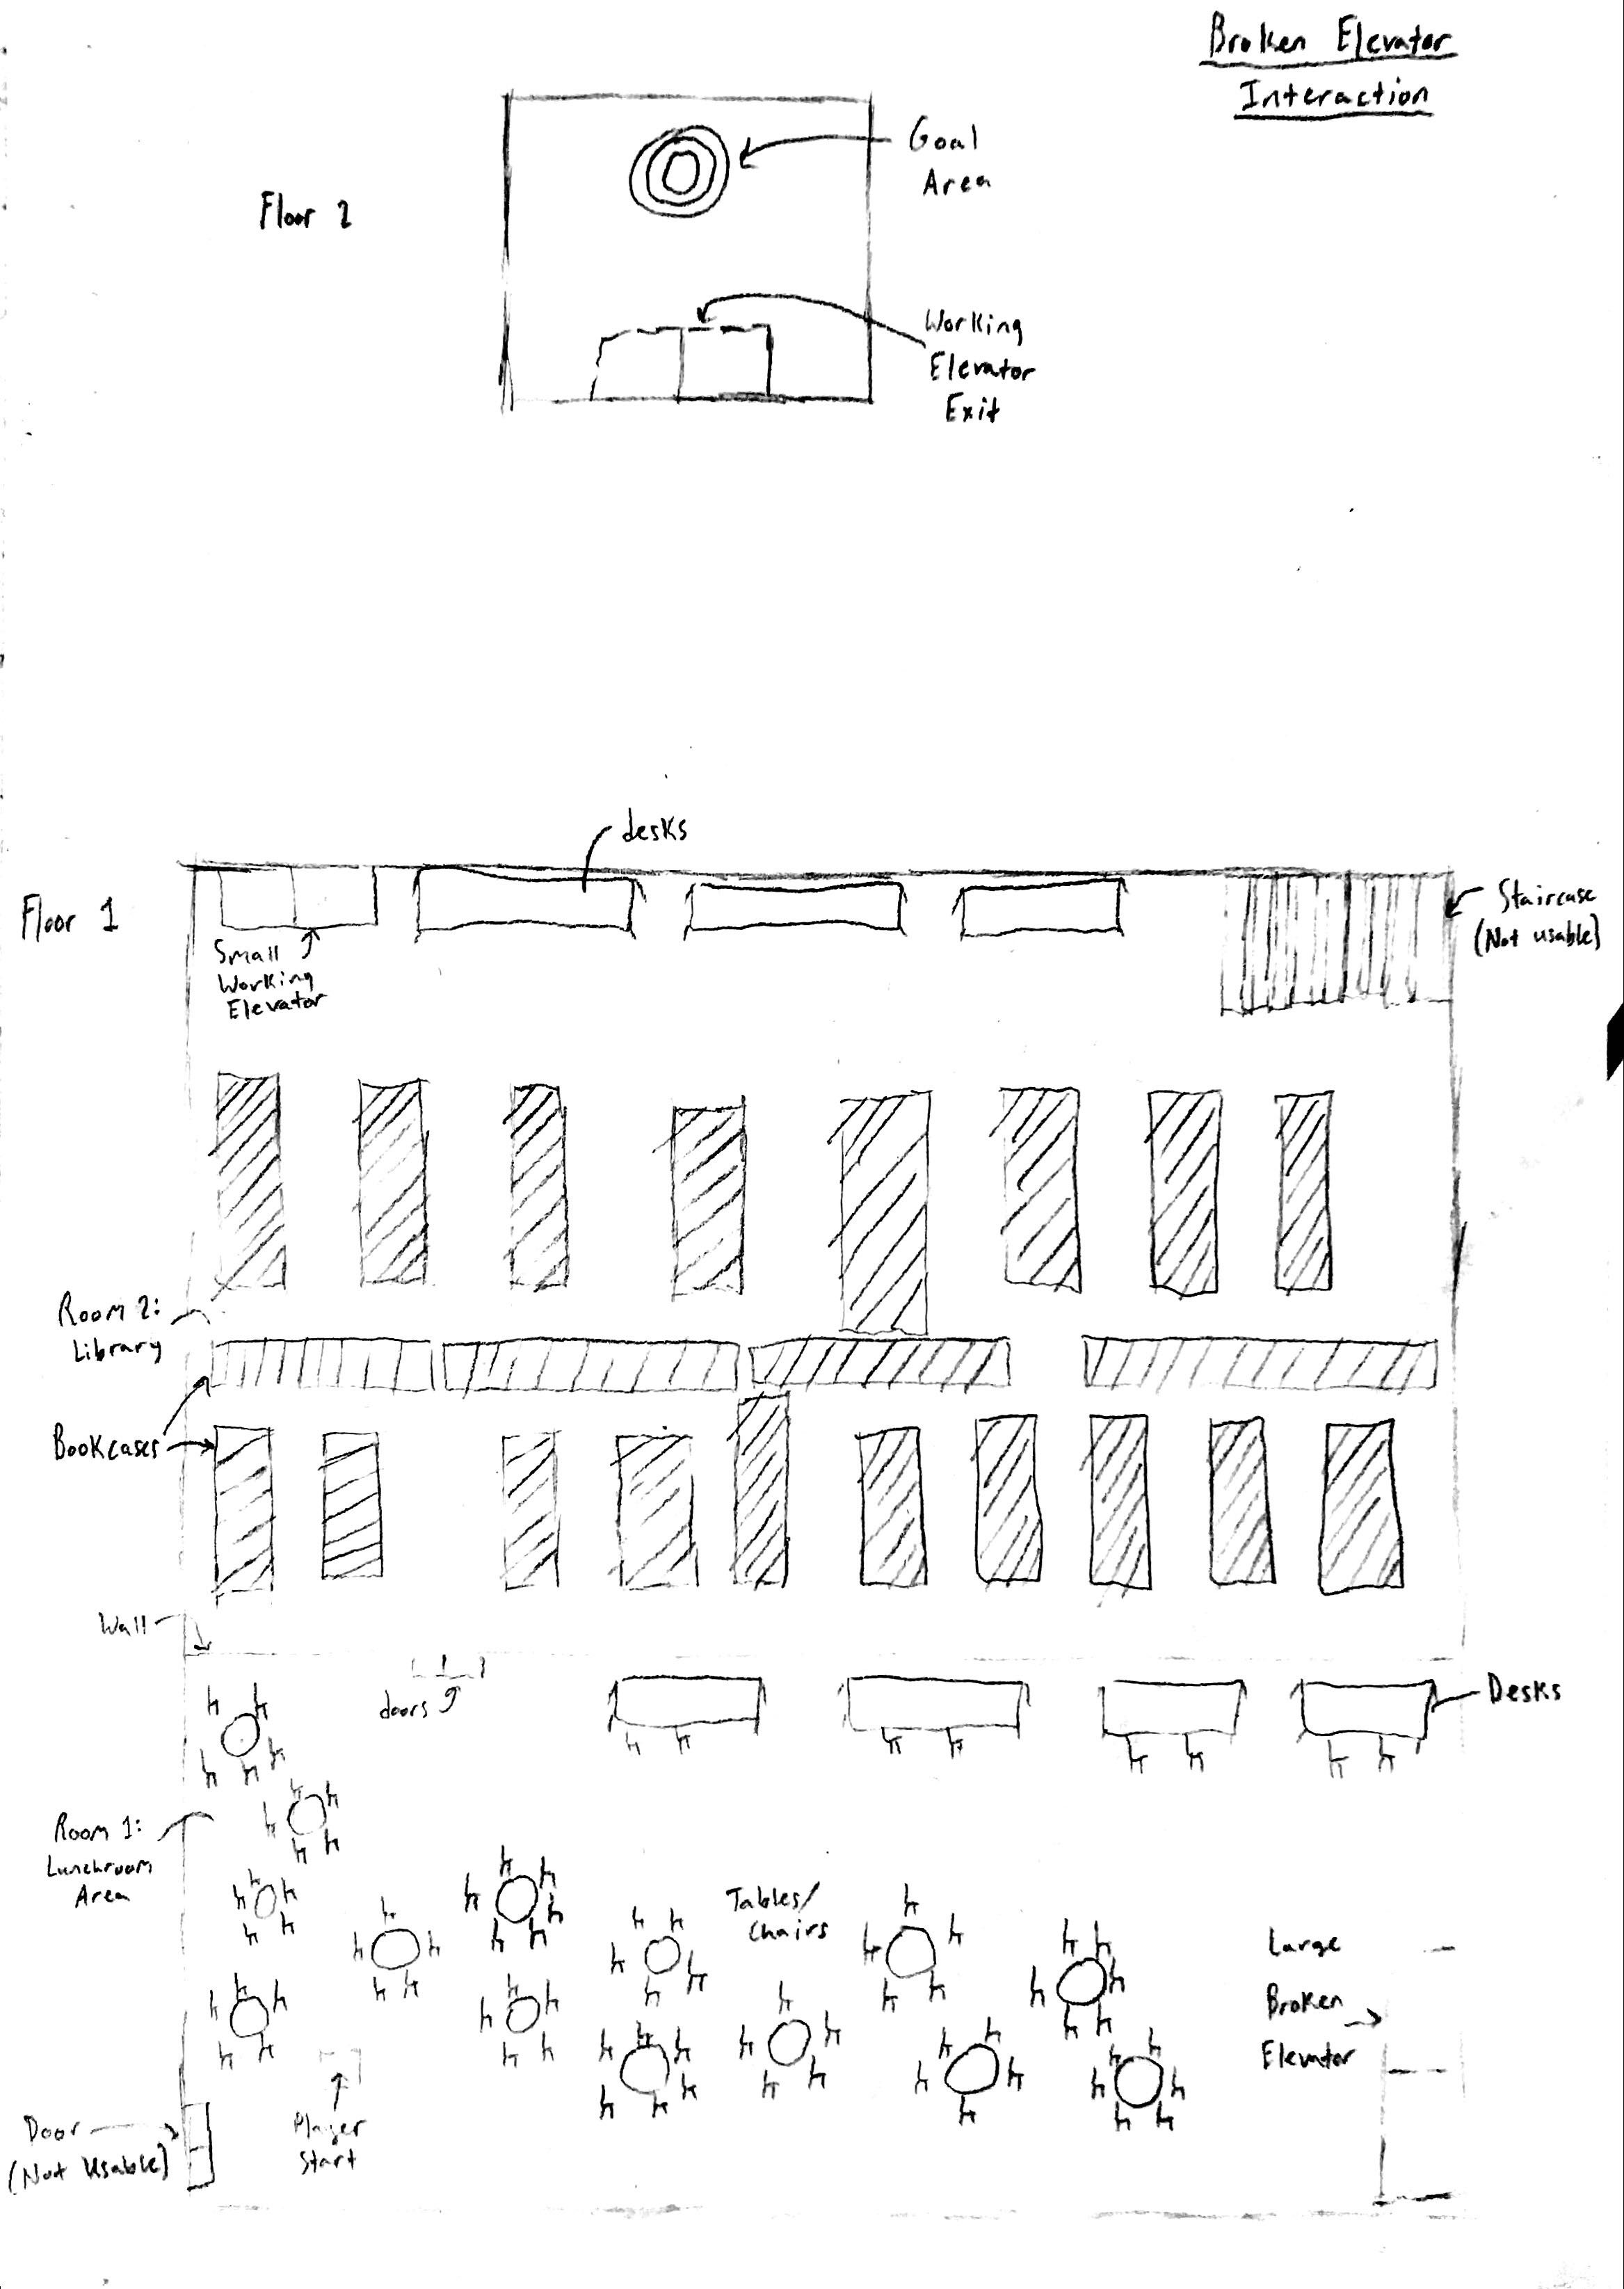 Broken Elevator
Interaction
Goal
Area
Floor 2
Working
Elevator
Exit
desks
Floor 1
Staircase
(Not usable)
Small
Working
Elevator
Room 2:
Library
Bookcases
Wall
doors
Desks
Room 1:
Lunchroom
Area
Tables/
Chairs
Large
Broken
Elevator
Door
(Not Usable)
Player
Start